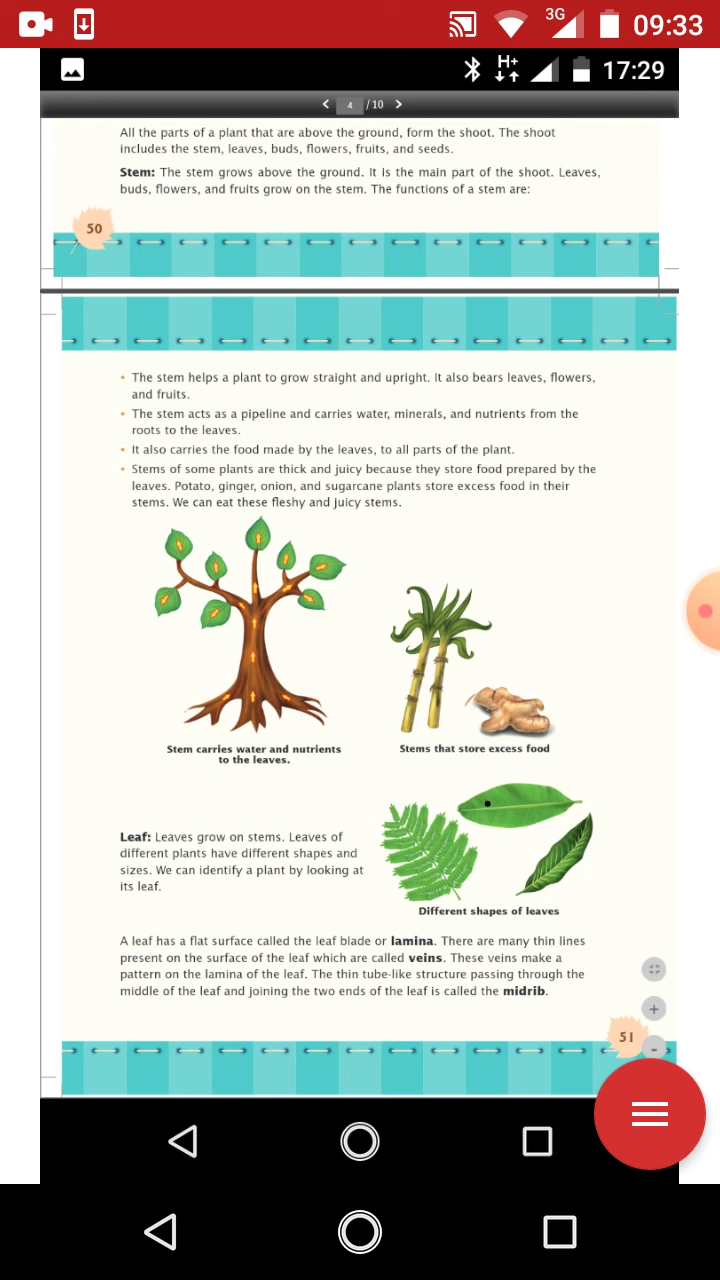 3G 09:33
H+ 17:29
4 / 10
All the parts of a plant that are above the ground, form the shoot. The shoot
includes the stem, leaves, buds, flowers, fruits, and seeds.
Stem: The stem grows above the ground. It is the main part of the shoot. Leaves,
buds, flowers, and fruits grow on the stem. The functions of a stem are:
50
• The stem helps a plant to grow straight and upright. It also bears leaves, flowers,
and fruits.
• The stem acts as a pipeline and carries water, minerals, and nutrients from the
roots to the leaves.
• It also carries the food made by the leaves, to all parts of the plant.
• Stems of some plants are thick and juicy because they store food prepared by the
leaves. Potato, ginger, onion, and sugarcane plants store excess food in their
stems. We can eat these fleshy and juicy stems.
Stem carries water and nutrients
to the leaves.
Stems that store excess food
Leaf: Leaves grow on stems. Leaves of
different plants have different shapes and
sizes. We can identify a plant by looking at
its leaf.
Different shapes of leaves
A leaf has a flat surface called the leaf blade or lamina. There are many thin lines
present on the surface of the leaf which are called veins. These veins make a
pattern on the lamina of the leaf. The thin tube-like structure passing through the
middle of the leaf and joining the two ends of the leaf is called the midrib.
51